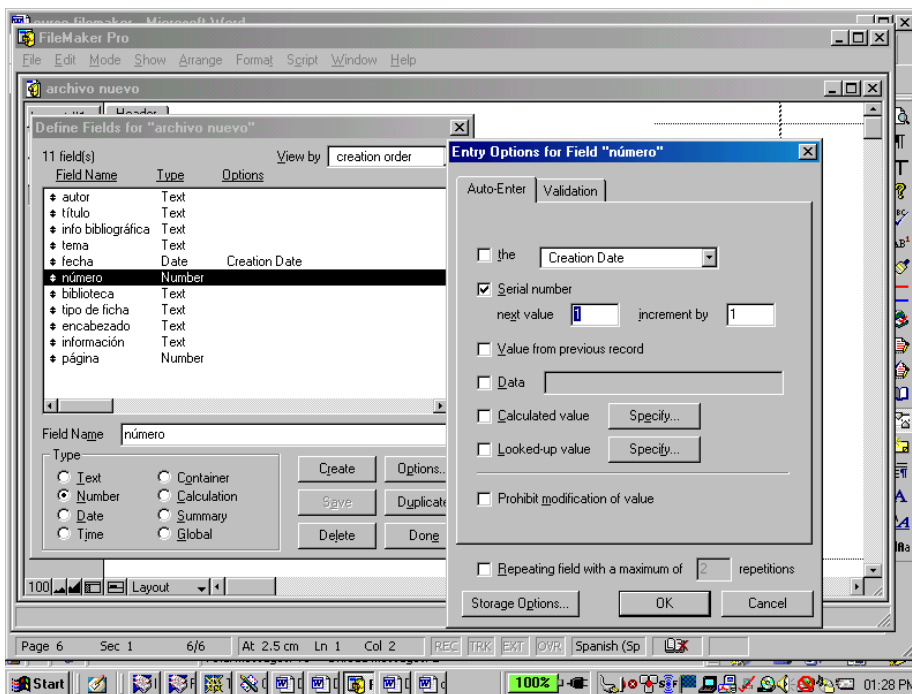 curso filemaker - Microsoft Word
FileMaker Pro
File Edit Mode Show Arrange Format Script Window Help
archivo nuevo
Header
Define Fields for "archivo nuevo"
11 field(s) View by creation order
Field Name Type Options
autor Text
título Text
info bibliográfica Text
tema Text
fecha Date Creation Date
número Number
biblioteca Text
tipo de ficha Text
encabezado Text
información Text
página Number
Field Name número
Type
Text Container
Number Calculation
Date Summary
Time Global
Create Options...
Save Duplicate
Delete Done
Entry Options for Field "número"
Auto-Enter Validation
the Creation Date
Serial number
next value 1 increment by 1
Value from previous record
Data
Calculated value Specify...
Looked-up value Specify...
Prohibit modification of value
Repeating field with a maximum of 2 repetitions
Storage Options... OK Cancel
100 Layout
Page 6 Sec 1 6/6 At 2.5 cm Ln 1 Col 2 REC TRK EXT OVR Spanish (Sp
Start 100% 01:28 PM